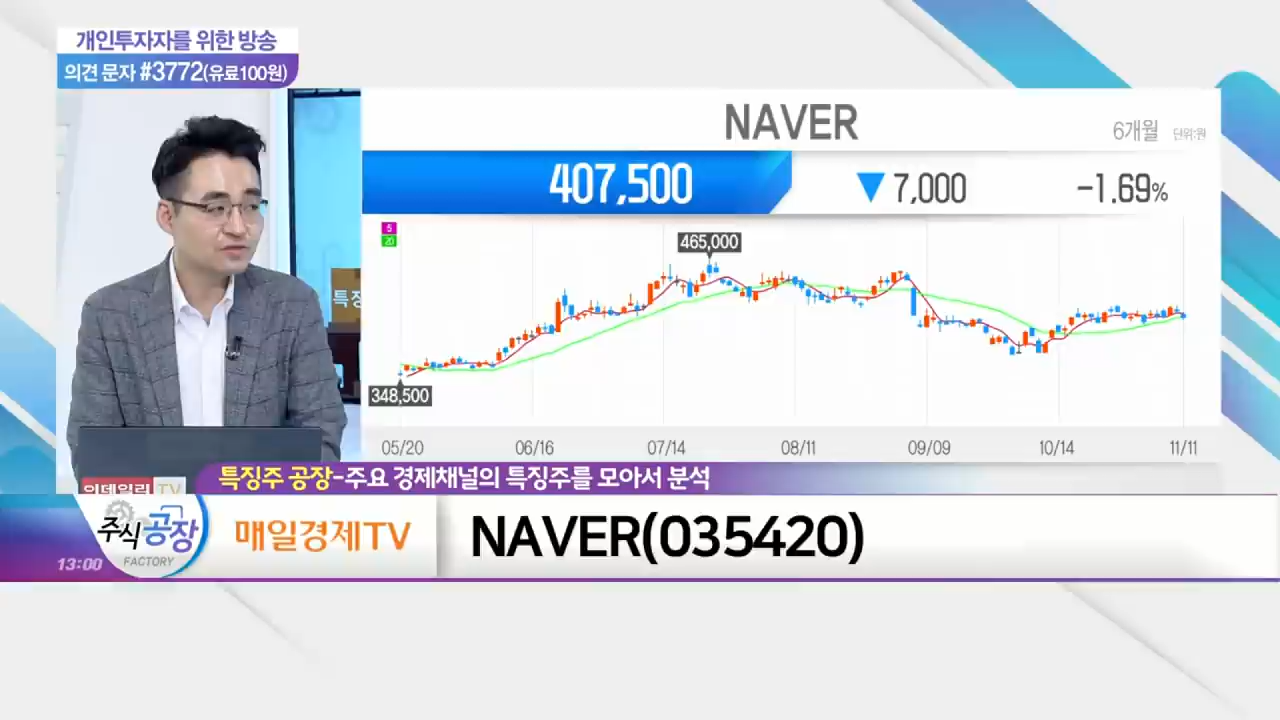 개인투자자를 위한 방송
의견 문자 #3772(유료100원)
NAVER
6개월 단위:원
407,500 ▼ 7,000 -1.69%
5
20
465,000
348,500
특징
05/20 06/16 07/14 08/11 09/09 10/14 11/11
특징주 공장-주요 경제채널의 특징주를 모아서 분석
이데일리 TV
주식 공장
FACTORY
매일경제TV
NAVER(035420)
13:00